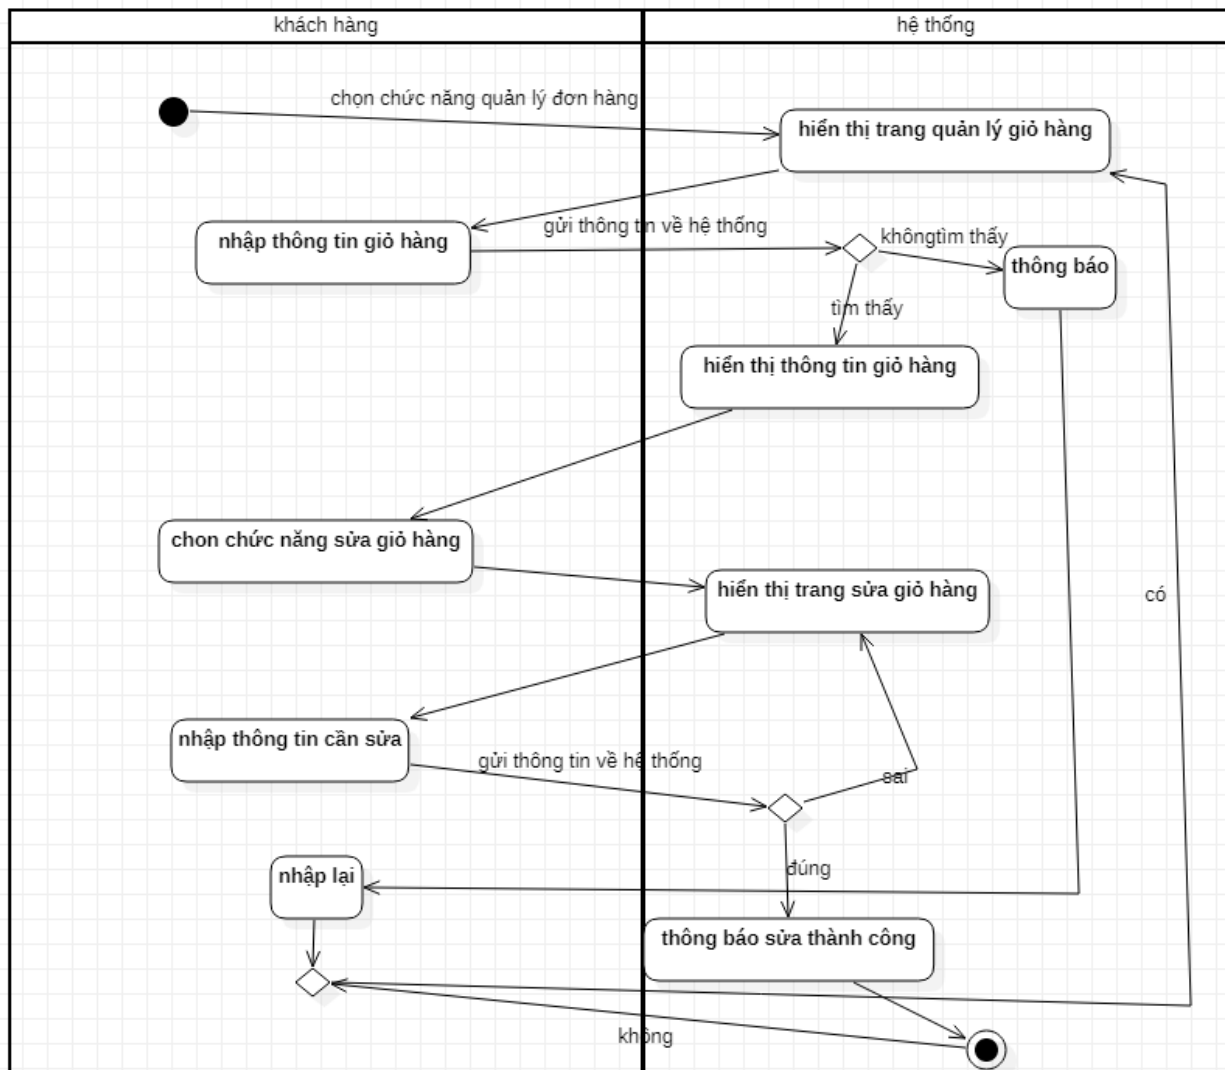 khách hàng
hệ thống
chọn chức năng quản lý đơn hàng
hiển thị trang quản lý giỏ hàng
nhập thông tin giỏ hàng
gửi thông tin về hệ thống
khôngtìm thấy
thông báo
tìm thấy
hiển thị thông tin giỏ hàng
chon chức năng sửa giỏ hàng
hiển thị trang sửa giỏ hàng
có
nhập thông tin cần sửa
gửi thông tin về hệ thống
sai
đúng
nhập lại
thông báo sửa thành công
không